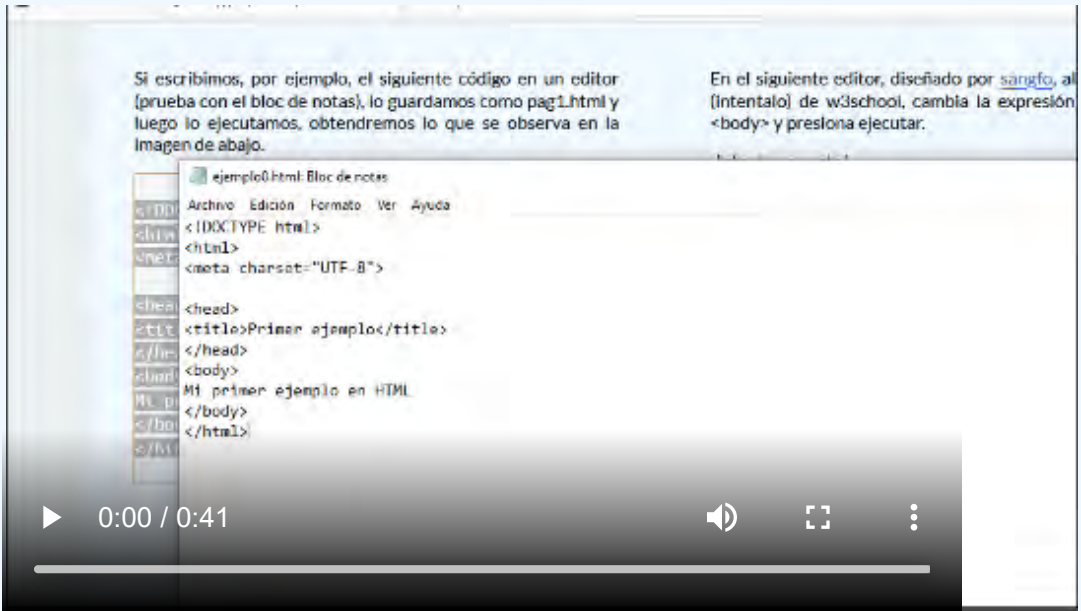 Si escribimos, por ejemplo, el siguiente código en un editor
(prueba con el bloc de notas), lo guardamos como pag1.html y
luego lo ejecutamos, obtendremos lo que se observa en la
imagen de abajo.
En el siguiente editor, diseñado por sangfo, al
(intentalo) de w3school, cambia la expresión
<body> y presiona ejecutar.
ejemplo0.html: Bloc de notas
Archivo Edición Formato Ver Ayuda
<!DOCTYPE html>
<html>
<meta charset="UTF-8">
<head>
<title>Primer ejemplo</title>
</head>
<body>
Mi primer ejemplo en HTML
</body>
</html>
0:00 / 0:41